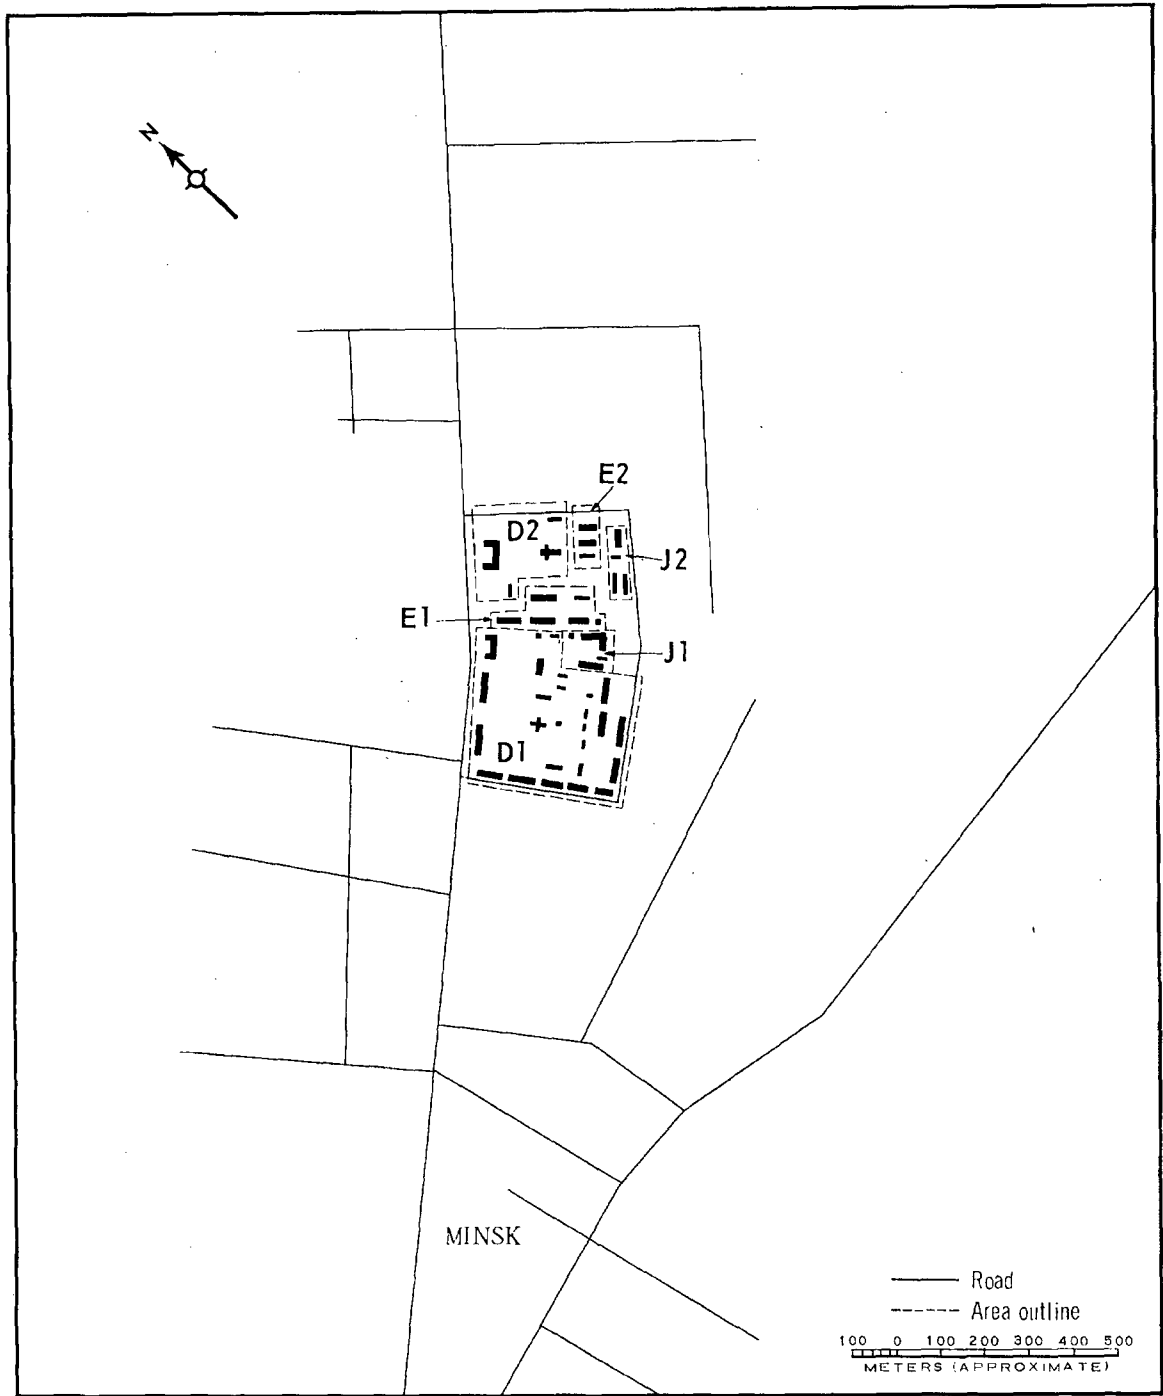 N
E2
D2
J2
E1
J1
D1
MINSK
Road
Area outline
100 0 100 200 300 400 500
METERS (APPROXIMATE)